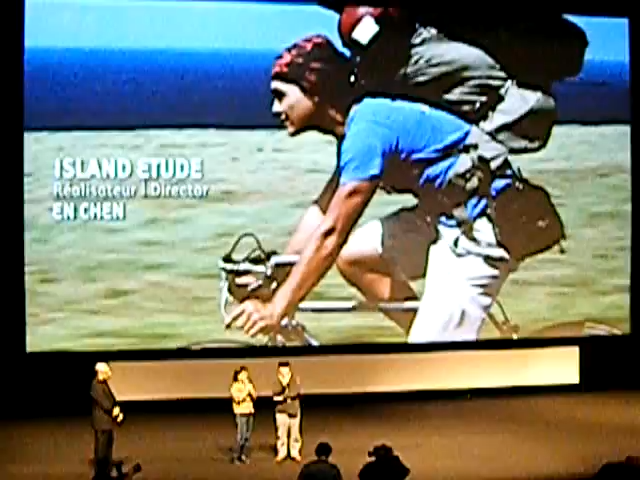 ISLAND ETUDE
Réalisateur | Director
EN CHEN